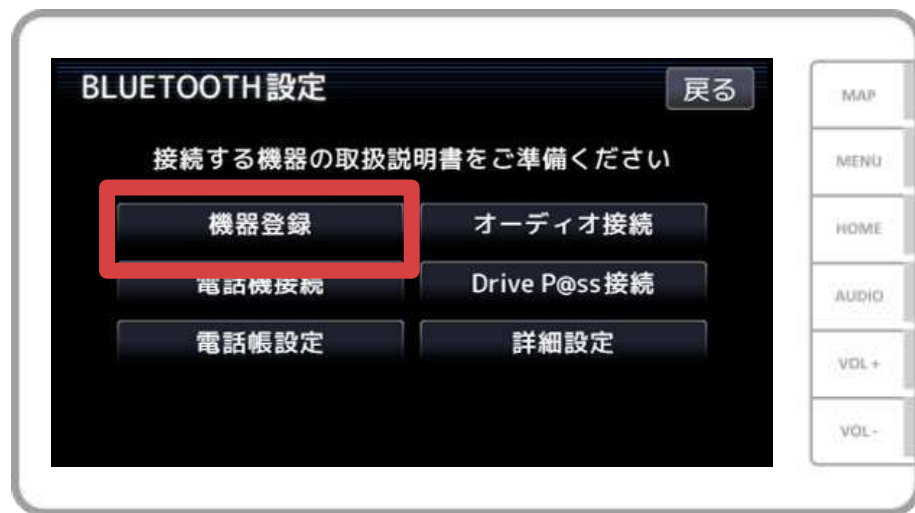 BLUETOOTH設定
戻る
接続する機器の取扱説明書をご準備ください
機器登録
オーディオ接続
電話機接続
Drive P@ss接続
電話帳設定
詳細設定
MAP
MENU
HOME
AUDIO
VOL+
VOL-